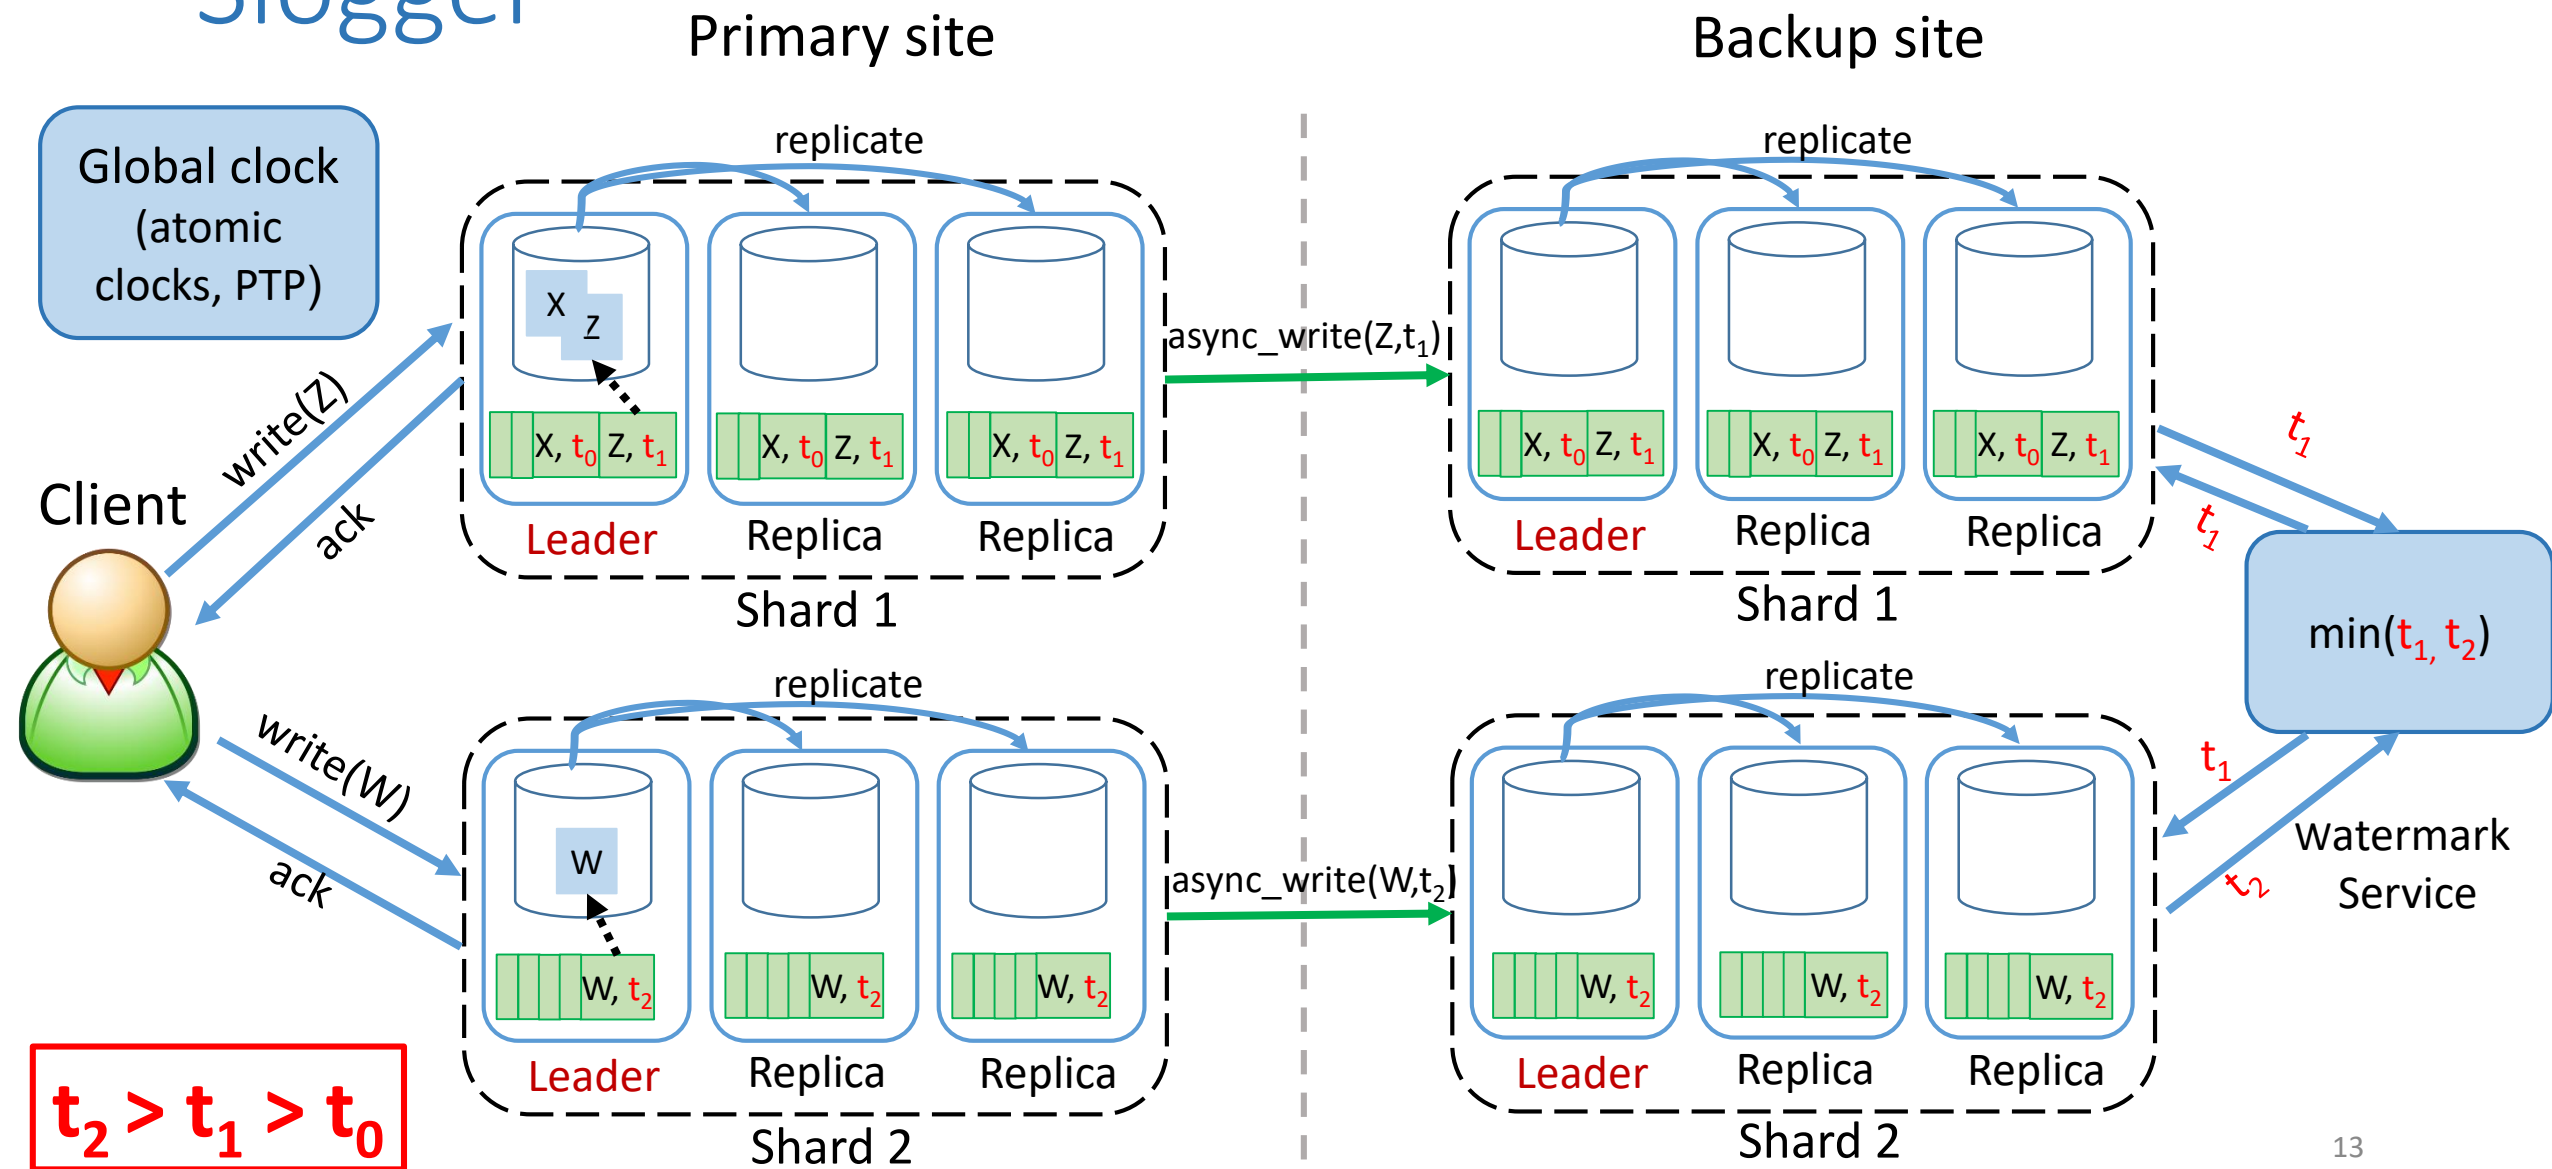 Slogger
Primary site
Backup site
Global clock
(atomic
clocks, PTP)
replicate
replicate
X
Z
async_write(Z,t₁)
write(Z)
ack
X, t₀ Z, t₁
X, t₀ Z, t₁
X, t₀ Z, t₁
X, t₀ Z, t₁
X, t₀ Z, t₁
X, t₀ Z, t₁
t₁
t₁
Client
Leader
Replica
Replica
Leader
Replica
Replica
Shard 1
Shard 1
min(t₁, t₂)
replicate
replicate
write(W)
ack
W
async_write(W,t₂)
t₁
t₂
Watermark
Service
W, t₂
W, t₂
W, t₂
W, t₂
W, t₂
W, t₂
Leader
Replica
Replica
Leader
Replica
Replica
t₂ > t₁ > t₀
Shard 2
Shard 2
13